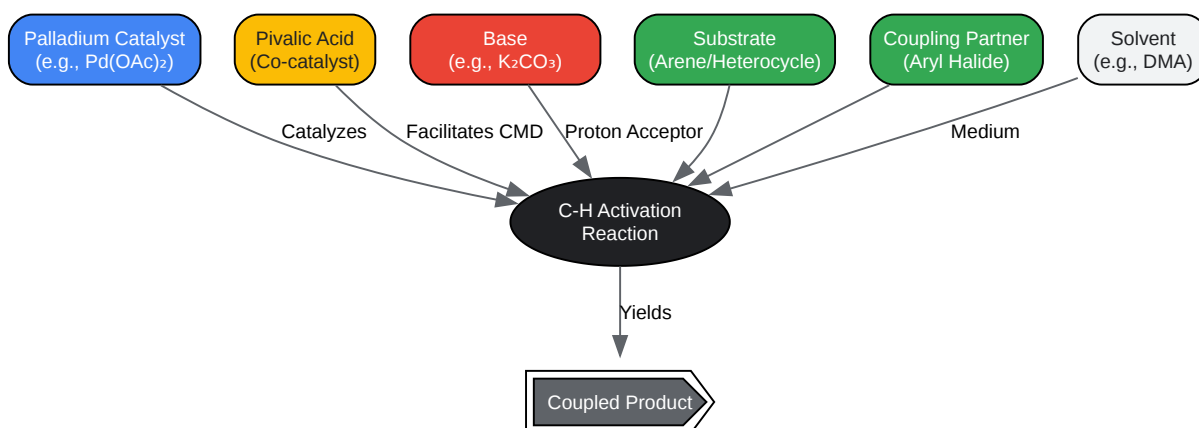 Palladium Catalyst
(e.g., Pd(OAc)₂)
Pivalic Acid
(Co-catalyst)
Base
(e.g., K₂CO₃)
Substrate
(Arene/Heterocycle)
Coupling Partner
(Aryl Halide)
Solvent
(e.g., DMA)
Catalyzes
Facilitates CMD
Proton Acceptor
Medium
C-H Activation
Reaction
Yields
Coupled Product